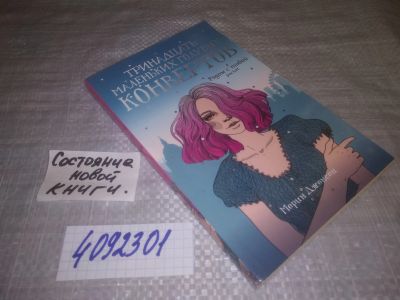 ТРИНАДЦАТЬ
МАЛЕНЬКИХ
КОНВЕРТОВ
Морин Джонсон
Состояние
новой
книги.
4092301